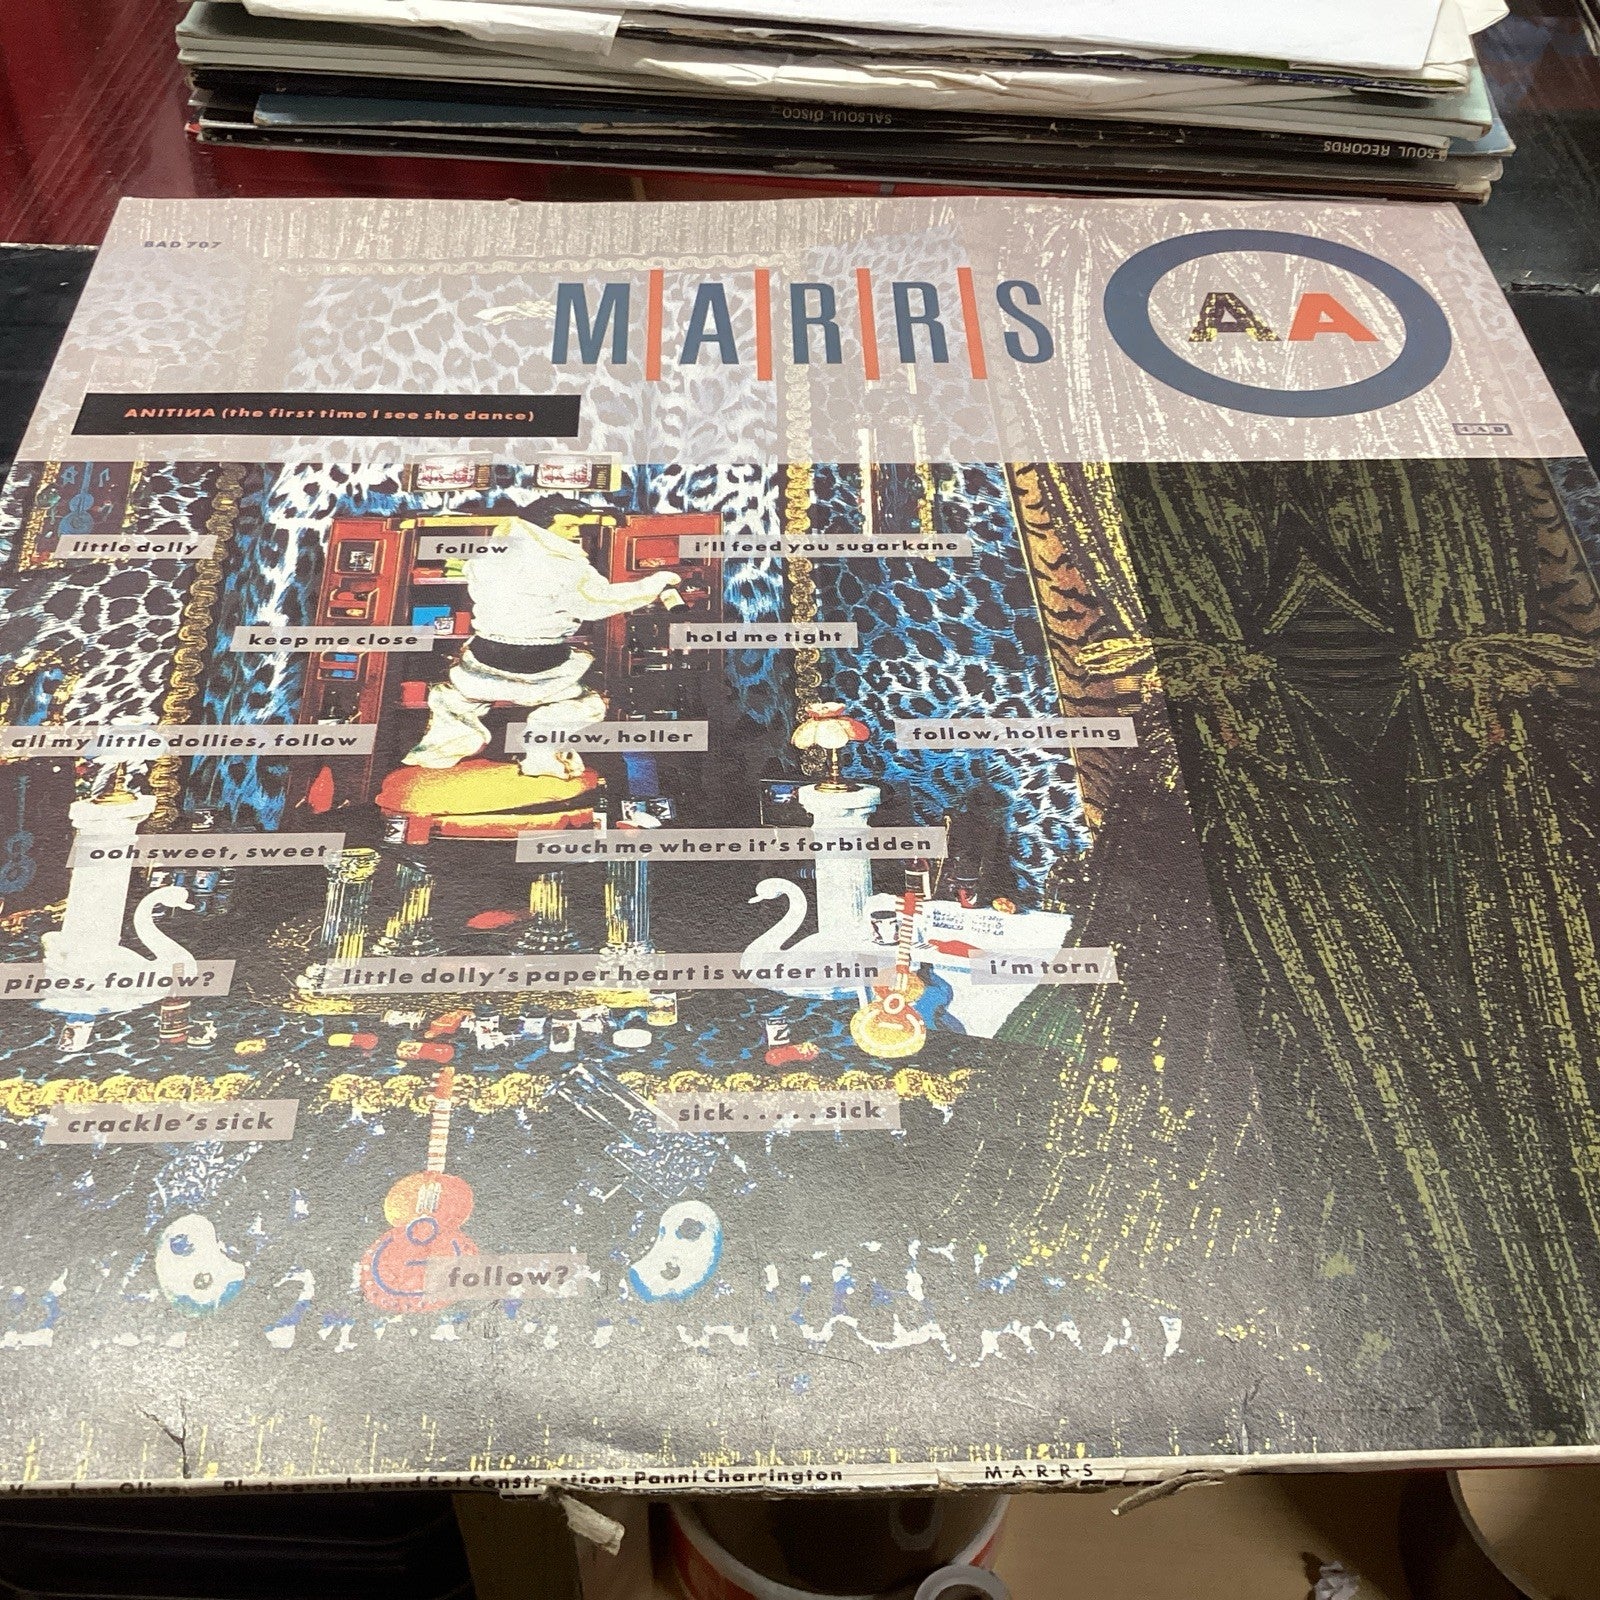 SALSOUL DISCO
SOUL RECORDS
BAD 707
M|A|R|R|S
AA
ANITINA (the first time I see she dance)
4AD
little dolly
follow
i'll feed you sugarkane
keep me close
hold me tight
all my little dollies, follow
follow, holler
follow, hollering
ooh sweet, sweet
touch me where it's forbidden
pipes, follow?
little dolly's paper heart is wafer thin
i'm torn
crackle's sick
sick.....sick
follow?
Vaughan Oliver Photography and Set Construction: Panni Charrington
M·A·R·R·S